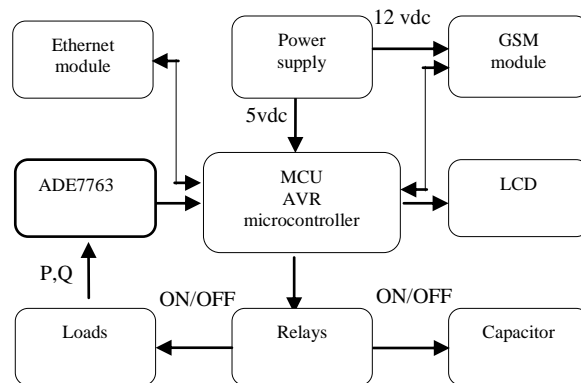 Ethernet
module
Power
supply
12 vdc
GSM
module
5vdc
ADE7763
MCU
AVR
microcontroller
LCD
P,Q
ON/OFF
ON/OFF
Loads
Relays
Capacitor